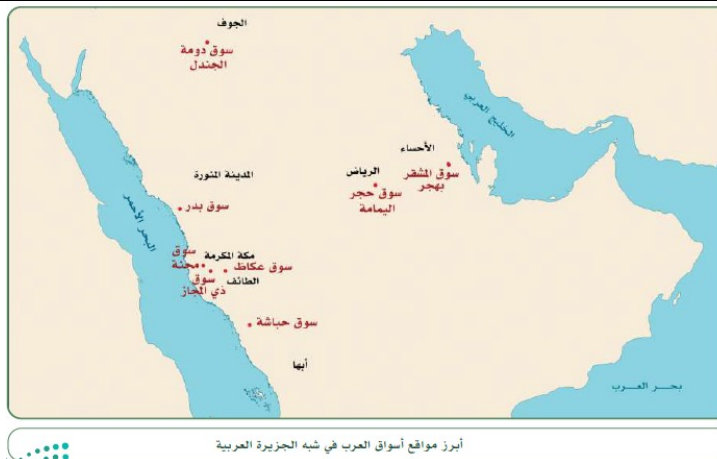 الجوف
سوق دومة
الجندل
الخليج العربي
الأحساء
سوق المشقر
بهجر
الرياض
سوق حجر
اليمامة
المدينة المنورة
سوق بدر
البحر الأحمر
مكة المكرمة
سوق
مجنة
سوق عكاظ
الطائف
سوق
ذي المجاز
سوق حباشة
أبها
بحـر العـرب
أبرز مواقع أسواق العرب في شبه الجزيرة العربية